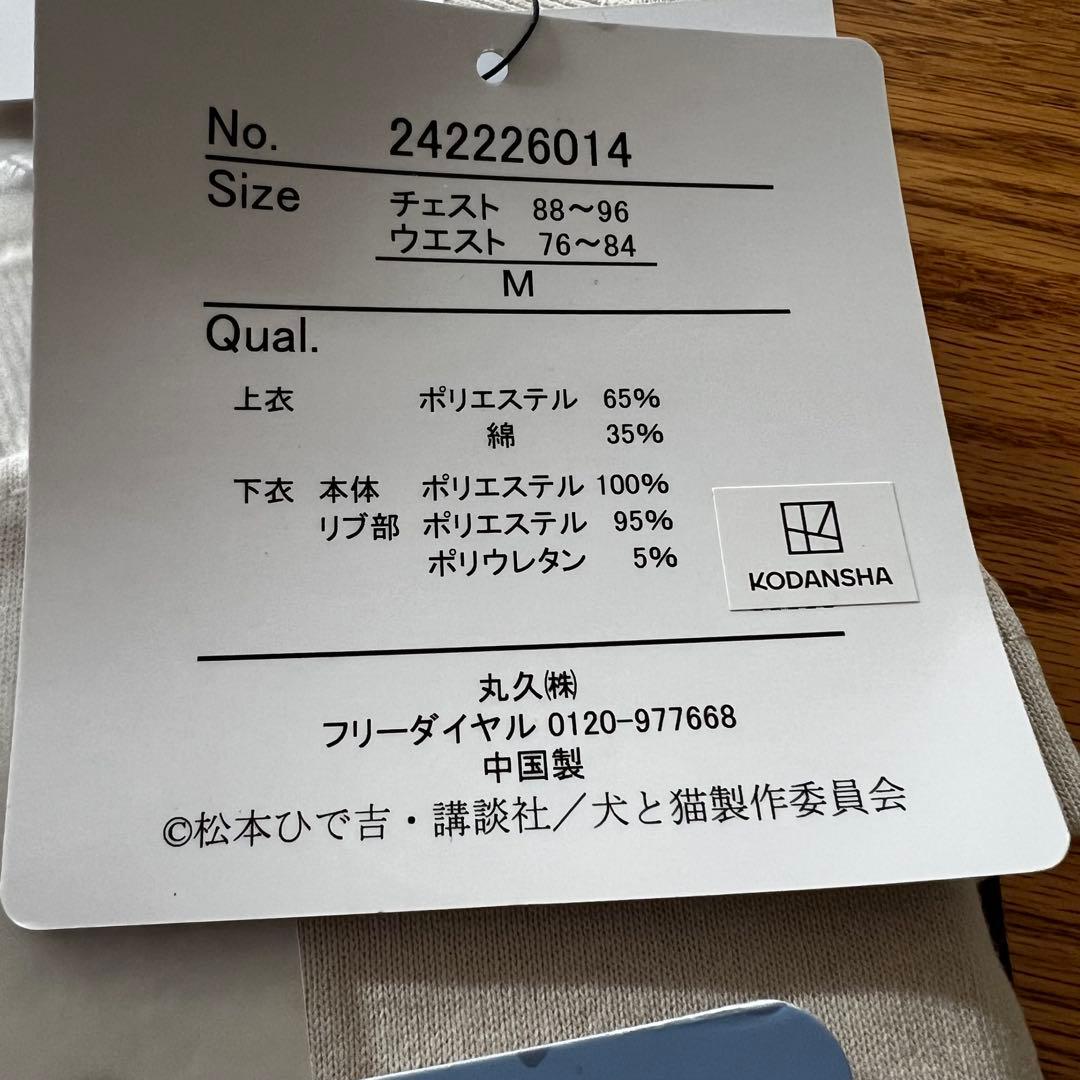 No. 242226014
Size チェスト 88〜96
ウエスト 76〜84
M
Qual.
上衣 ポリエステル 65%
綿 35%
下衣 本体 ポリエステル 100%
リブ部 ポリエステル 95%
ポリウレタン 5%
KODANSHA
丸久㈱
フリーダイヤル 0120-977668
中国製
©松本ひで吉・講談社／犬と猫製作委員会